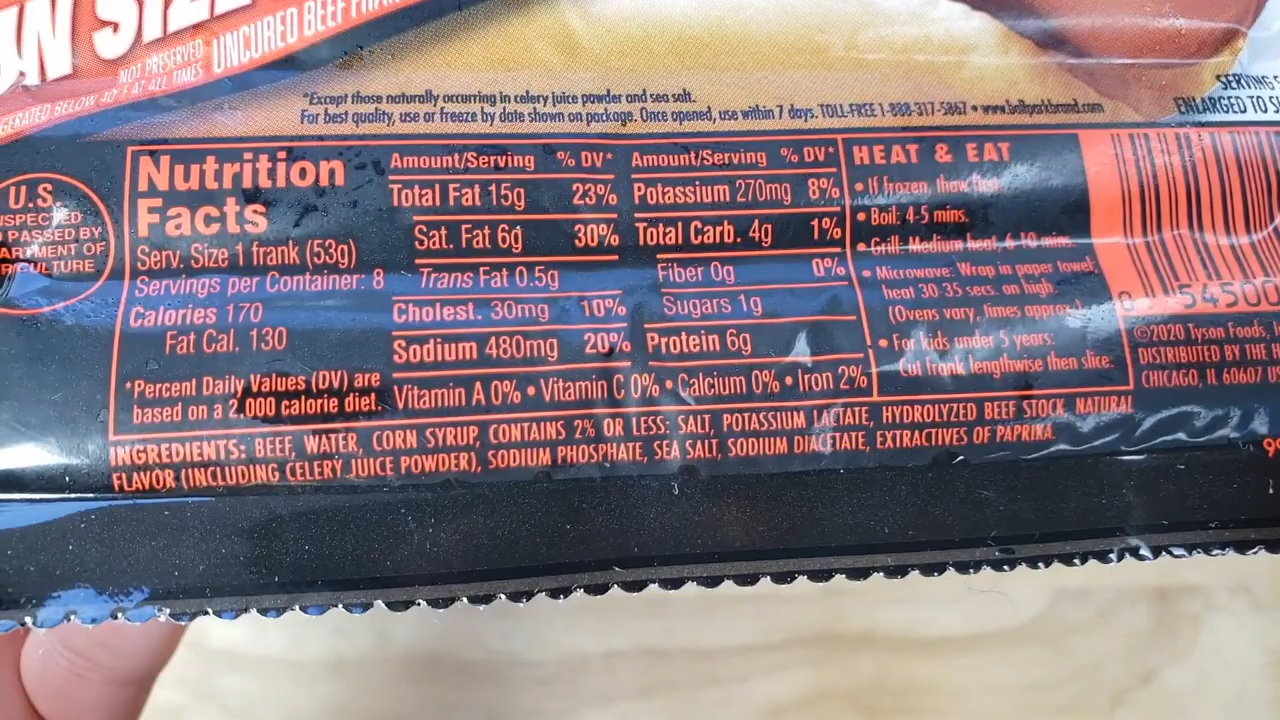 UNCURED BEEF
NOT PRESERVED
BELOW 40°F AT ALL TIMES
*Except those naturally occurring in celery juice powder and sea salt.
For best quality, use or freeze by date shown on package. Once opened, use within 7 days. TOLL-FREE 1-888-317-5867 • www.ballparkbrand.com
SERVING
ENLARGED TO
U.S.
PASSED BY
Nutrition
Facts
Serv. Size 1 frank (53g)
Servings per Container: 8
Calories 170
Fat Cal. 130
*Percent Daily Values (DV) are
based on a 2,000 calorie diet.
Amount/Serving % DV*
Total Fat 15g 23%
Sat. Fat 6g 30%
Trans Fat 0.5g
Cholest. 30mg 10%
Sodium 480mg 20%
Amount/Serving % DV*
Potassium 270mg 8%
Total Carb. 4g 1%
Fiber 0g 0%
Sugars 1g
Protein 6g
Vitamin A 0% • Vitamin C 0% • Calcium 0% • Iron 2%
HEAT & EAT
• If frozen, thaw first.
• Boil: 4-5 mins.
• Grill: Medium heat, 6-10 mins.
• Microwave: Wrap in paper towel,
heat 30-35 secs. on high.
(Ovens vary, times approx.)
• For kids under 5 years:
Cut frank lengthwise then slice.
0 54500
©2020 Tyson Foods,
DISTRIBUTED BY THE
CHICAGO, IL 60607
INGREDIENTS: BEEF, WATER, CORN SYRUP, CONTAINS 2% OR LESS: SALT, POTASSIUM LACTATE, HYDROLYZED BEEF STOCK, NATURAL
FLAVOR (INCLUDING CELERY JUICE POWDER), SODIUM PHOSPHATE, SEA SALT, SODIUM DIACETATE, EXTRACTIVES OF PAPRIKA.